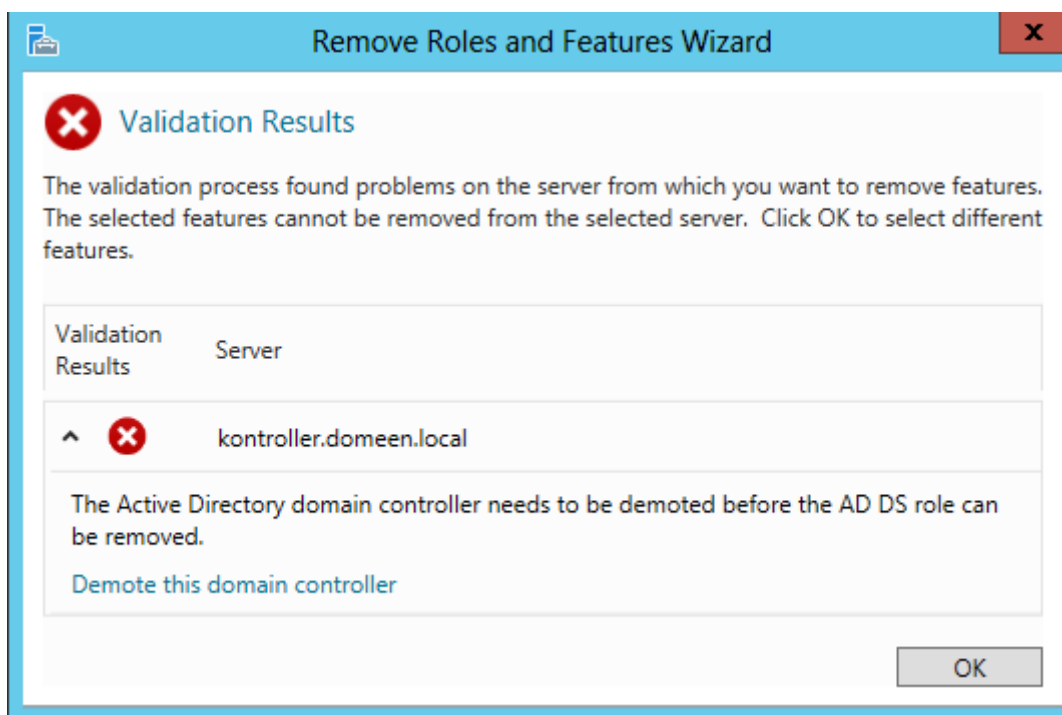 Remove Roles and Features Wizard
x
Validation Results
The validation process found problems on the server from which you want to remove features.
The selected features cannot be removed from the selected server.  Click OK to select different
features.
Validation
Results
Server
kontroller.domeen.local
The Active Directory domain controller needs to be demoted before the AD DS role can
be removed.
Demote this domain controller
OK